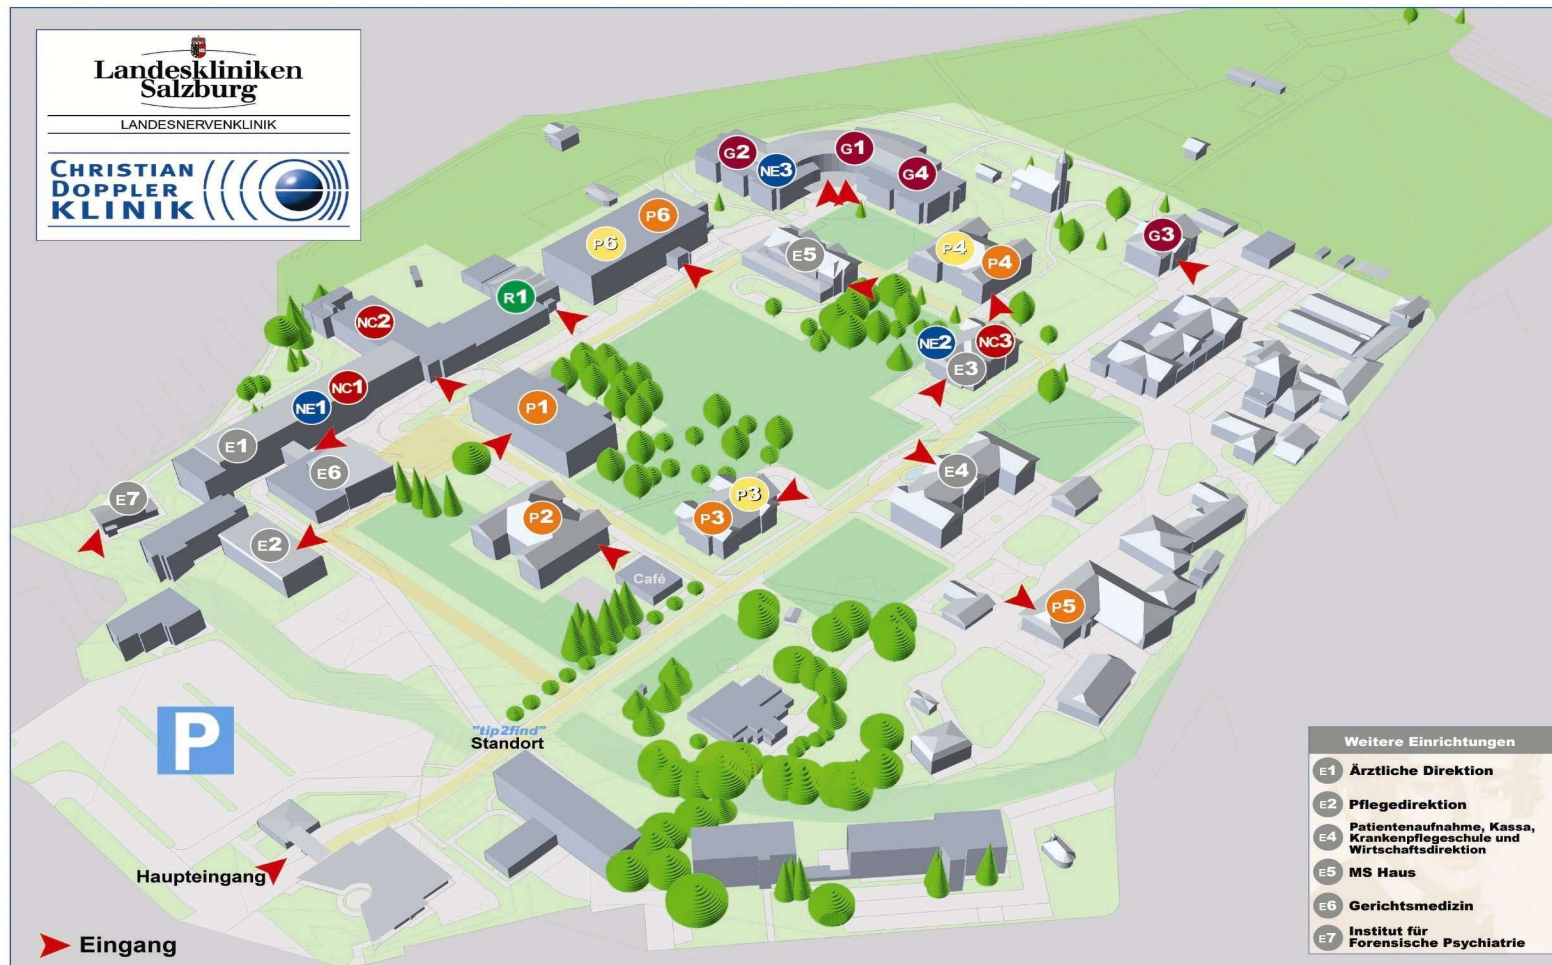 Landeskliniken
Salzburg
LANDESNERVENKLINIK
CHRISTIAN
DOPPLER
KLINIK
G2
NE3
G1
G4
P6
P6
E5
P4
P4
G3
R1
NC2
NE2
NC3
E3
NC1
NE1
P1
E1
E6
E4
E7
P3
P3
P2
E2
Café
P5
P
"tip2find"
Standort
Haupteingang
Eingang
Weitere Einrichtungen
E1 Ärztliche Direktion
E2 Pflegedirektion
E4 Patientenaufnahme, Kassa,
Krankenpflegeschule und
Wirtschaftsdirektion
E5 MS Haus
E6 Gerichtsmedizin
E7 Institut für
Forensische Psychiatrie